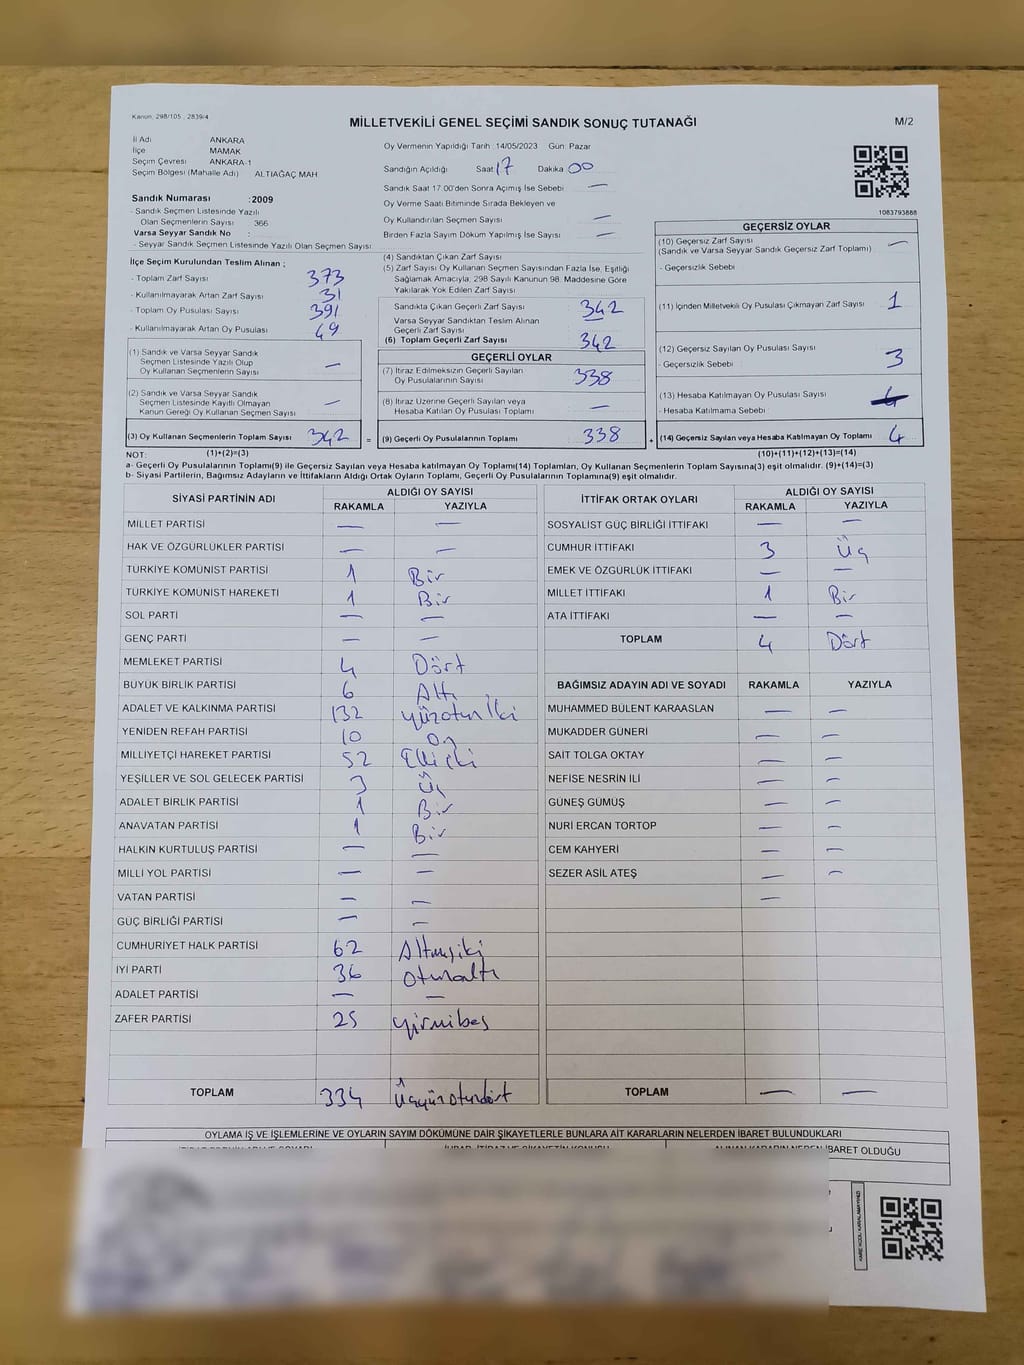 Kanun, 298/105 , 2839/4
MİLLETVEKİLİ GENEL SEÇİMİ SANDIK SONUÇ TUTANAĞI
M/2
İl Adı ANKARA
İlçe MAMAK
Seçim Çevresi ANKARA-1
Seçim Bölgesi (Mahalle Adı) ALTIAĞAÇ MAH.
Sandık Numarası : 2009
- Sandık Seçmen Listesinde Yazılı
Olan Seçmenlerin Sayısı : 366
Varsa Seyyar Sandık No :
- Seyyar Sandık Seçmen Listesinde Yazılı Olan Seçmen Sayısı:
Oy Vermenin Yapıldığı Tarih :14/05/2023 Gün: Pazar
Sandığın Açıldığı Saat 17 Dakika 00
Sandık Saat 17.00'den Sonra Açımış İse Sebebi —
Oy Verme Saati Bitiminde Sırada Bekleyen ve
Oy Kullandırılan Seçmen Sayısı —
Birden Fazla Sayım Döküm Yapılmış İse Sayısı —
1083793888
İlçe Seçim Kurulundan Teslim Alınan ;
- Toplam Zarf Sayısı 373
- Kullanılmayarak Artan Zarf Sayısı 31
- Toplam Oy Pusulası Sayısı 391
- Kullanılmayarak Artan Oy Pusulası 49
(4) Sandıktan Çıkan Zarf Sayısı
(5) Zarf Sayısı Oy Kullanan Seçmen Sayısından Fazla İse, Eşitliği
Sağlamak Amacıyla; 298 Sayılı Kanunun 98. Maddesine Göre
Yakılarak Yok Edilen Zarf Sayısı
Sandıkta Çıkan Geçerli Zarf Sayısı 342
Varsa Seyyar Sandıktan Teslim Alınan
Geçerli Zarf Sayısı —
(6) Toplam Geçerli Zarf Sayısı 342
GEÇERSİZ OYLAR
(10) Geçersiz Zarf Sayısı —
(Sandık ve Varsa Seyyar Sandık Geçersiz Zarf Toplamı)
- Geçersizlik Sebebi
(11) İçinden Milletvekili Oy Pusulası Çıkmayan Zarf Sayısı 1
(12) Geçersiz Sayılan Oy Pusulası Sayısı 3
- Geçersizlik Sebebi
(13) Hesaba Katılmayan Oy Pusulası Sayısı
- Hesaba Katılmama Sebebi
(1) Sandık ve Varsa Seyyar Sandık
Seçmen Listesinde Yazılı Olup
Oy Kullanan Seçmenlerin Sayısı —
(2) Sandık ve Varsa Seyyar Sandık
Seçmen Listesinde Kayıtlı Olmayan
Kanun Gereği Oy Kullanan Seçmen Sayısı —
GEÇERLİ OYLAR
(7) İtiraz Edilmeksizin Geçerli Sayılan
Oy Pusulalarının Sayısı 338
(8) İtiraz Üzerine Geçerli Sayılan veya
Hesaba Katılan Oy Pusulası Toplamı —
(3) Oy Kullanan Seçmenlerin Toplam Sayısı 342 = (9) Geçerli Oy Pusulalarının Toplamı 338 + (14) Geçersiz Sayılan veya Hesaba Katılmayan Oy Toplamı 4
NOT: (1)+(2)=(3) (10)+(11)+(12)+(13)=(14)
a- Geçerli Oy Pusulalarının Toplamı(9) ile Geçersiz Sayılan veya Hesaba katılmayan Oy Toplamı(14) Toplamları, Oy Kullanan Seçmenlerin Toplam Sayısına(3) eşit olmalıdır. (9)+(14)=(3)
b- Siyasi Partilerin, Bağımsız Adayların ve İttifakların Aldığı Ortak Oyların Toplamı, Geçerli Oy Pusulalarının Toplamına(9) eşit olmalıdır.
SİYASİ PARTİNİN ADI ALDIĞI OY SAYISI
RAKAMLA YAZIYLA
MİLLET PARTİSİ — —
HAK VE ÖZGÜRLÜKLER PARTİSİ — —
TÜRKİYE KOMÜNİST PARTİSİ 1 Bir
TÜRKİYE KOMÜNİST HAREKETİ 1 Bir
SOL PARTİ — —
GENÇ PARTİ — —
MEMLEKET PARTİSİ 4 Dört
BÜYÜK BİRLİK PARTİSİ 6 Altı
ADALET VE KALKINMA PARTİSİ 132 yüzotuziki
YENİDEN REFAH PARTİSİ 10 On
MİLLİYETÇİ HAREKET PARTİSİ 52 Elliiki
YEŞİLLER VE SOL GELECEK PARTİSİ 3 Üç
ADALET BİRLİK PARTİSİ 1 Bir
ANAVATAN PARTİSİ 1 Bir
HALKIN KURTULUŞ PARTİSİ — —
MİLLİ YOL PARTİSİ — —
VATAN PARTİSİ — —
GÜÇ BİRLİĞİ PARTİSİ — —
CUMHURİYET HALK PARTİSİ 62 Altmışiki
İYİ PARTİ 36 Otuzaltı
ADALET PARTİSİ — —
ZAFER PARTİSİ 25 yirmibeş
TOPLAM 334 Üçyüzotuzdört
İTTİFAK ORTAK OYLARI ALDIĞI OY SAYISI
RAKAMLA YAZIYLA
SOSYALİST GÜÇ BİRLİĞİ İTTİFAKI — —
CUMHUR İTTİFAKI 3 Üç
EMEK VE ÖZGÜRLÜK İTTİFAKI — —
MİLLET İTTİFAKI 1 Bir
ATA İTTİFAKI — —
TOPLAM 4 Dört
BAĞIMSIZ ADAYIN ADI VE SOYADI RAKAMLA YAZIYLA
MUHAMMED BÜLENT KARAASLAN — —
MUKADDER GÜNERİ — —
SAİT TOLGA OKTAY — —
NEFİSE NESRİN İLİ — —
GÜNEŞ GÜMÜŞ — —
NURİ ERCAN TORTOP — —
CEM KAHYERİ — —
SEZER ASİL ATEŞ — —
—
TOPLAM — —
OYLAMA İŞ VE İŞLEMLERİNE VE OYLARIN SAYIM DÖKÜMÜNE DAİR ŞİKAYETLERLE BUNLARA AİT KARARLARIN NELERDEN İBARET BULUNDUKLARI
ALINAN KARARIN NEDEN İBARET OLDUĞU
KARE KODU KARALAMAYINIZ!